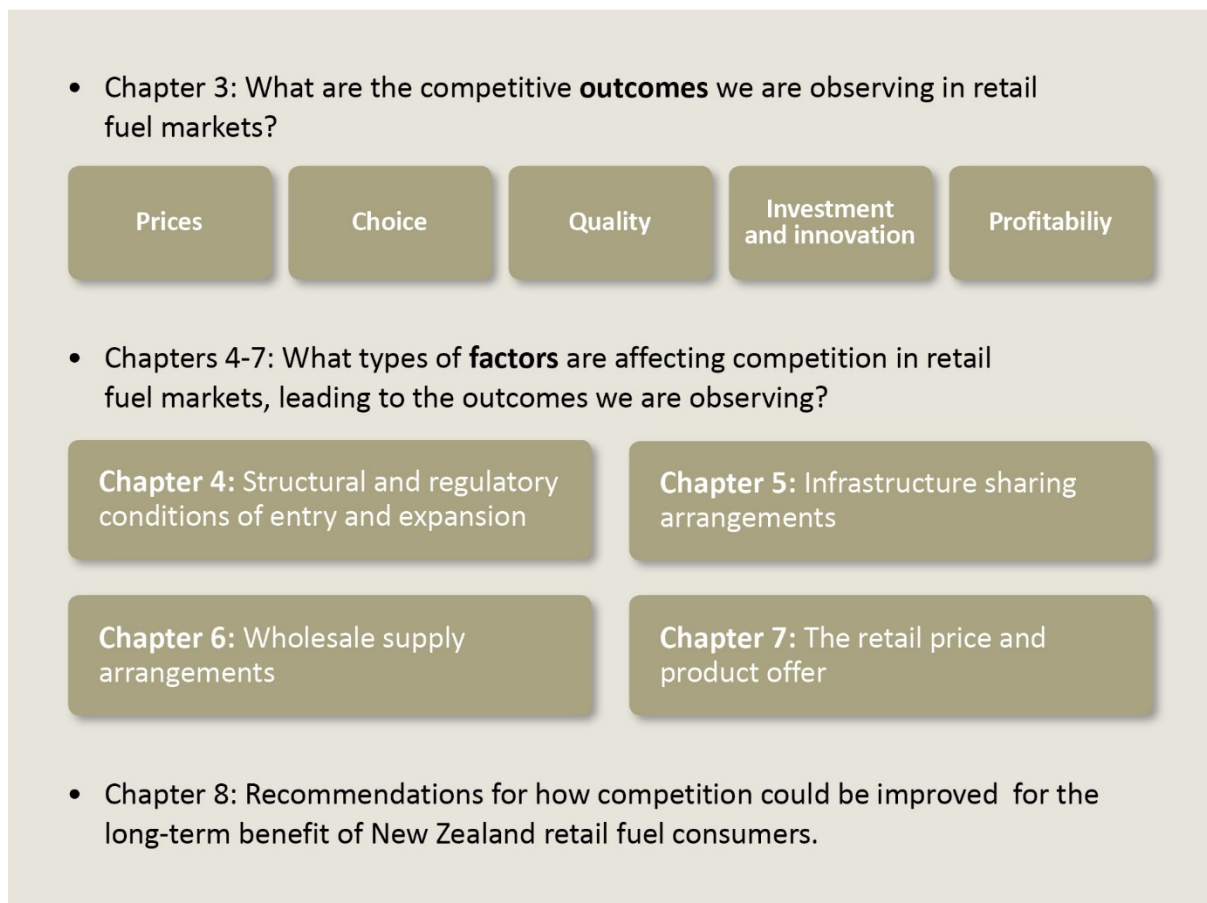 • Chapter 3: What are the competitive outcomes we are observing in retail
fuel markets?
Prices
Choice
Quality
Investment
and innovation
Profitabiliy
• Chapters 4-7: What types of factors are affecting competition in retail
fuel markets, leading to the outcomes we are observing?
Chapter 4: Structural and regulatory
conditions of entry and expansion
Chapter 5: Infrastructure sharing
arrangements
Chapter 6: Wholesale supply
arrangements
Chapter 7: The retail price and
product offer
• Chapter 8: Recommendations for how competition could be improved  for the
long-term benefit of New Zealand retail fuel consumers.